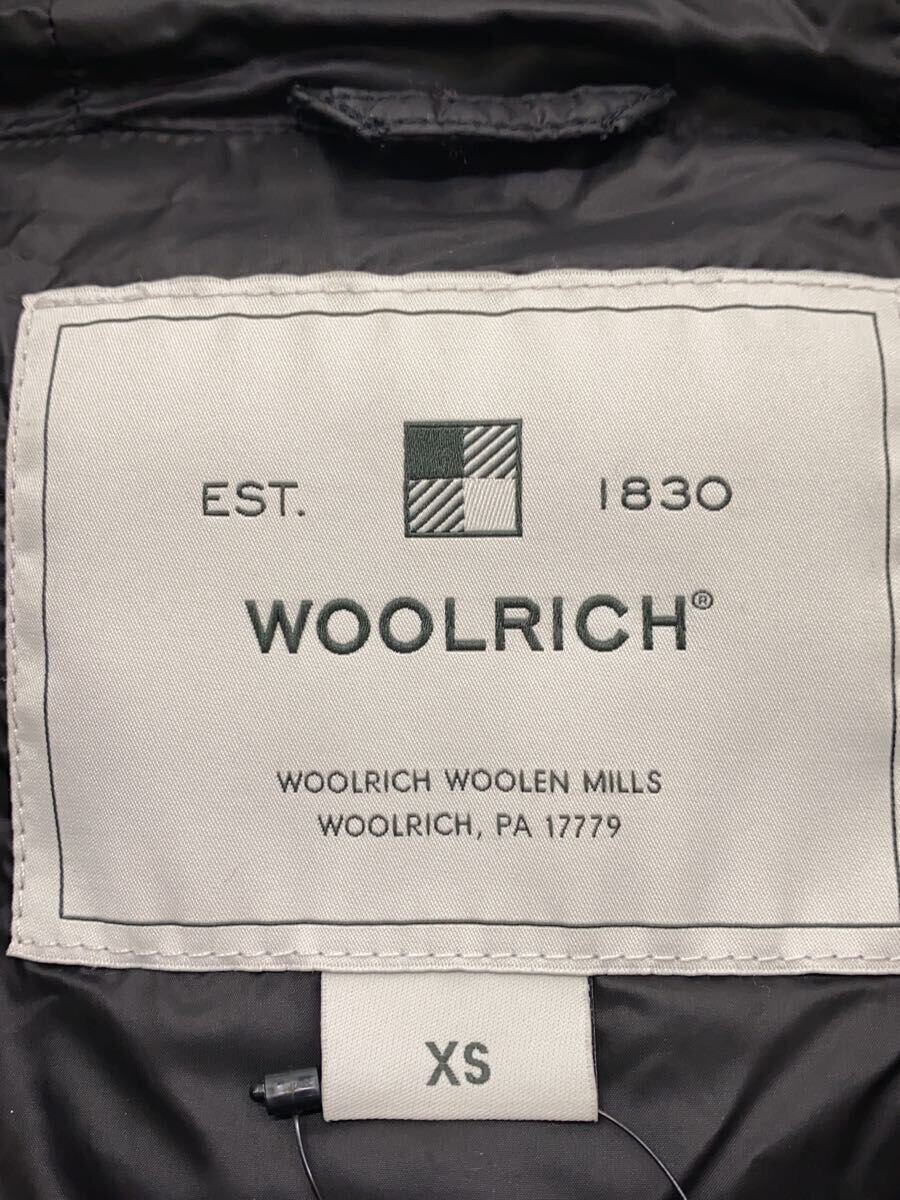 EST. 1830
WOOLRICH®
WOOLRICH WOOLEN MILLS
WOOLRICH, PA 17779
XS